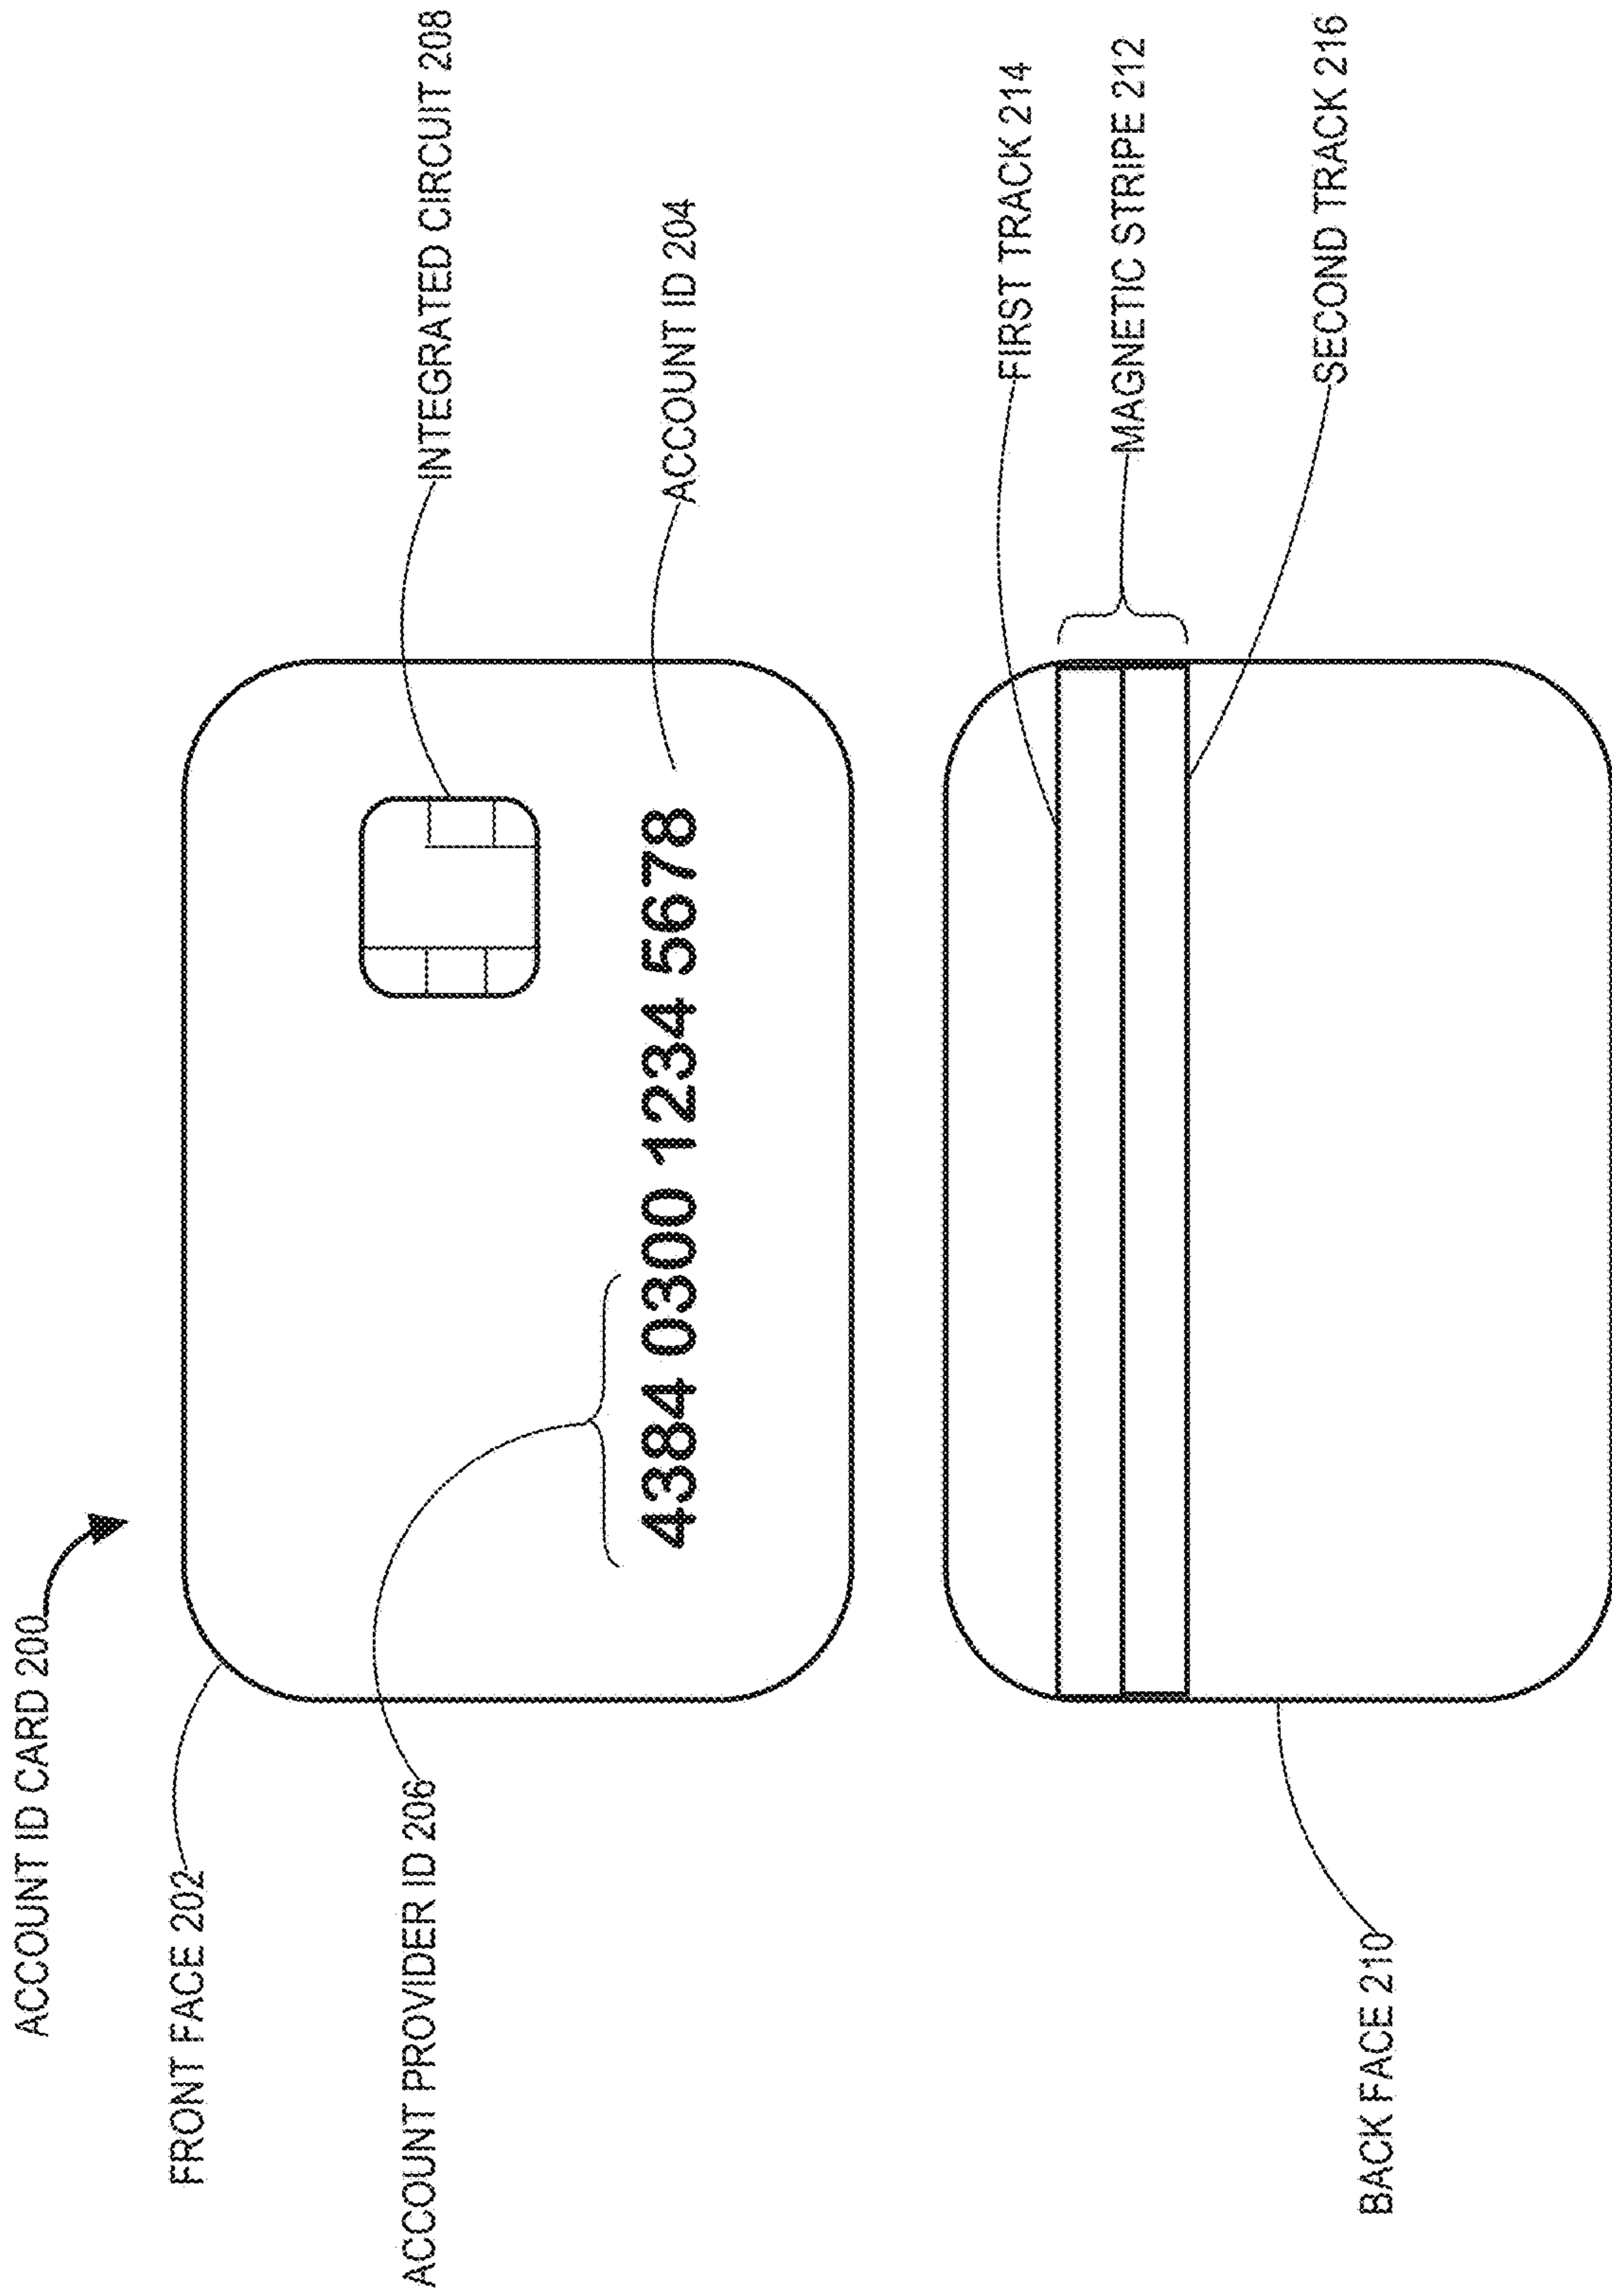 ACCOUNT ID CARD 200
FRONT FACE 202
INTEGRATED CIRCUIT 208
ACCOUNT PROVIDER ID 206
ACCOUNT ID 204
4384 0300 1234 5678
FIRST TRACK 214
MAGNETIC STRIPE 212
SECOND TRACK 216
BACK FACE 210